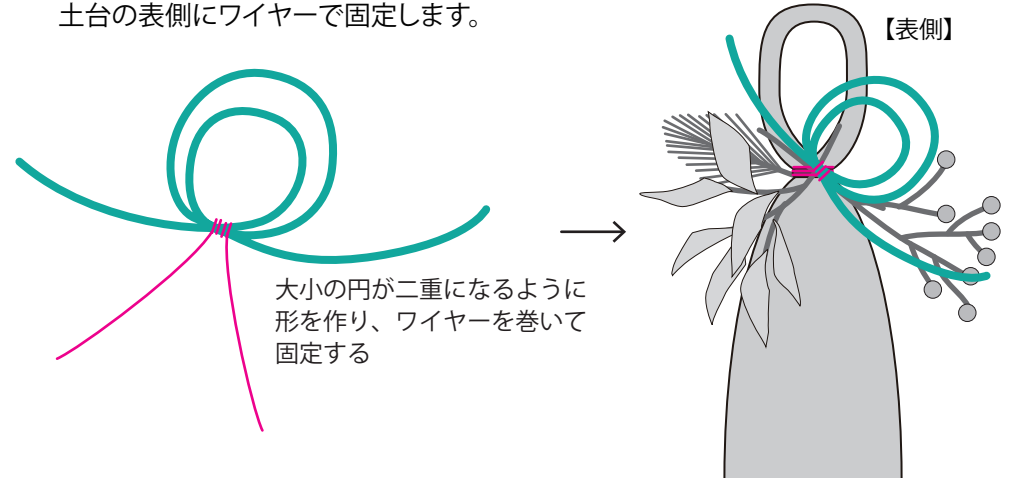 土台の表側にワイヤーで固定します。
【表側】
大小の円が二重になるように
形を作り、ワイヤーを巻いて
固定する